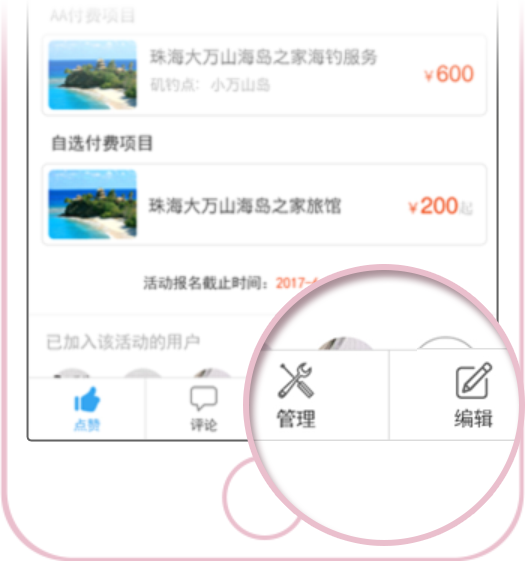 AA付费项目
珠海大万山海岛之家海钓服务
矶钓点：小万山岛
¥600
自选付费项目
珠海大万山海岛之家旅馆
¥200起
活动报名截止时间：2017-4
已加入该活动的用户
点赞
评论
管理
编辑